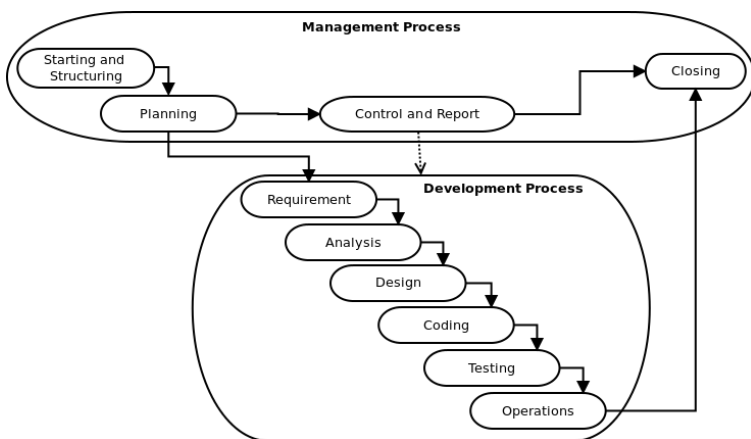 Management Process
Starting and
Structuring
Closing
Planning
Control and Report
Development Process
Requirement
Analysis
Design
Coding
Testing
Operations